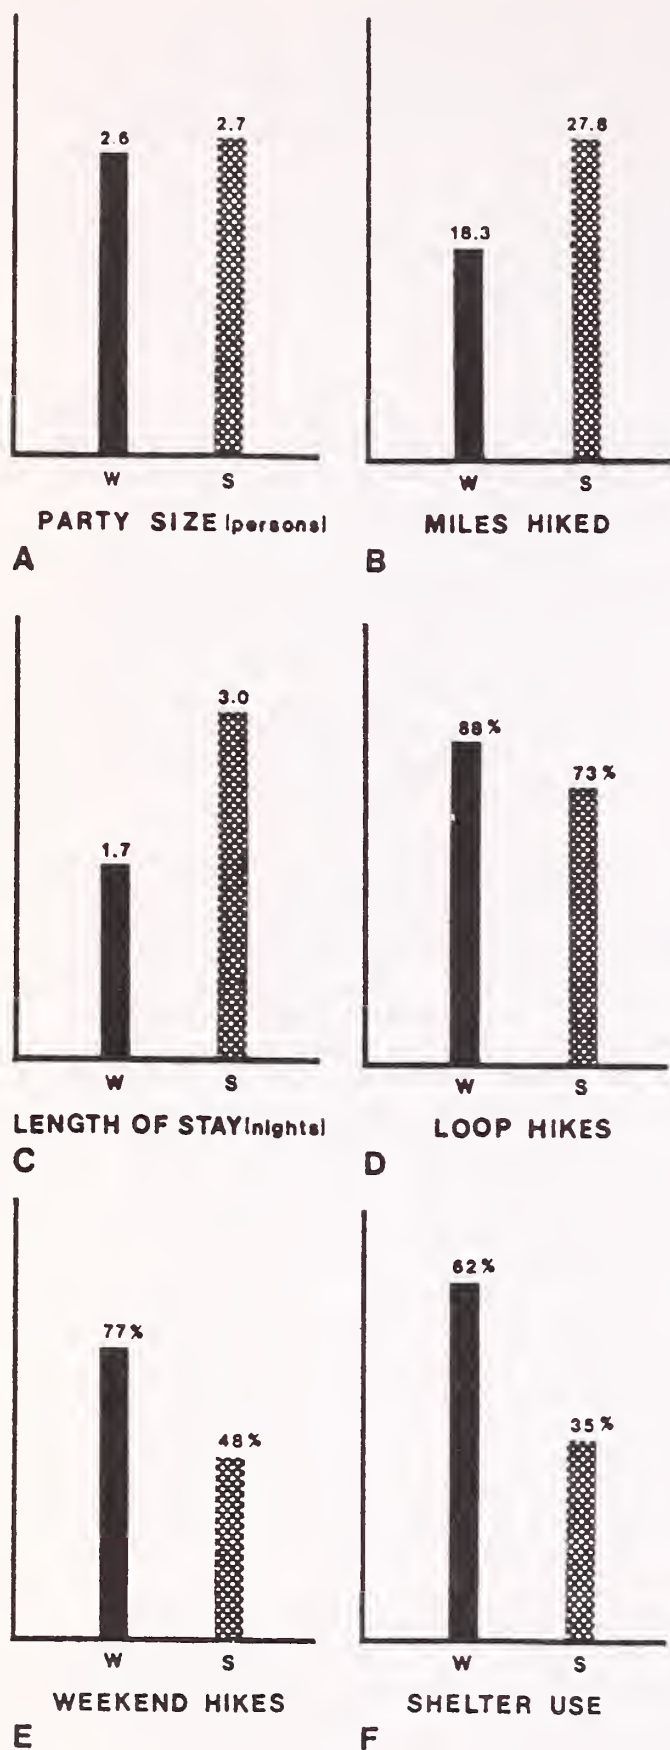 2.6
2.7
W
S
PARTY SIZE (persons)
A
18.3
27.8
W
S
MILES HIKED
B
1.7
3.0
W
S
LENGTH OF STAY (nights)
C
88%
73%
W
S
LOOP HIKES
D
77%
48%
W
S
WEEKEND HIKES
E
62%
35%
W
S
SHELTER USE
F